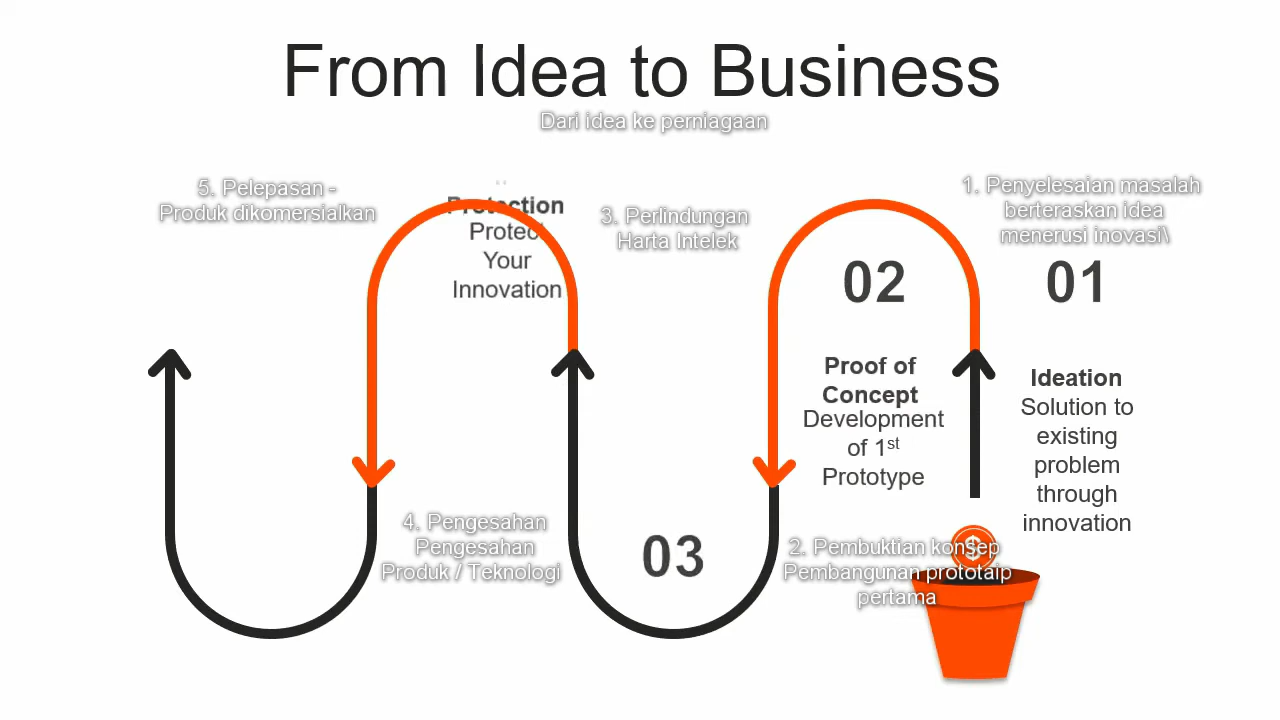 From Idea to Business
Dari idea ke perniagaan
1. Penyelesaian masalah
berteraskan idea
menerusi inovasi\
01
Ideation
Solution to
existing
problem
through
innovation
02
Proof of
Concept
Development
of 1st
Prototype
2. Pembuktian konsep
Pembangunan prototaip
pertama
$
3. Perlindungan
Harta Intelek
03
Protection
Protect
Your
Innovation
4. Pengesahan
Pengesahan
Produk / Teknologi
5. Pelepasan -
Produk dikomersialkan